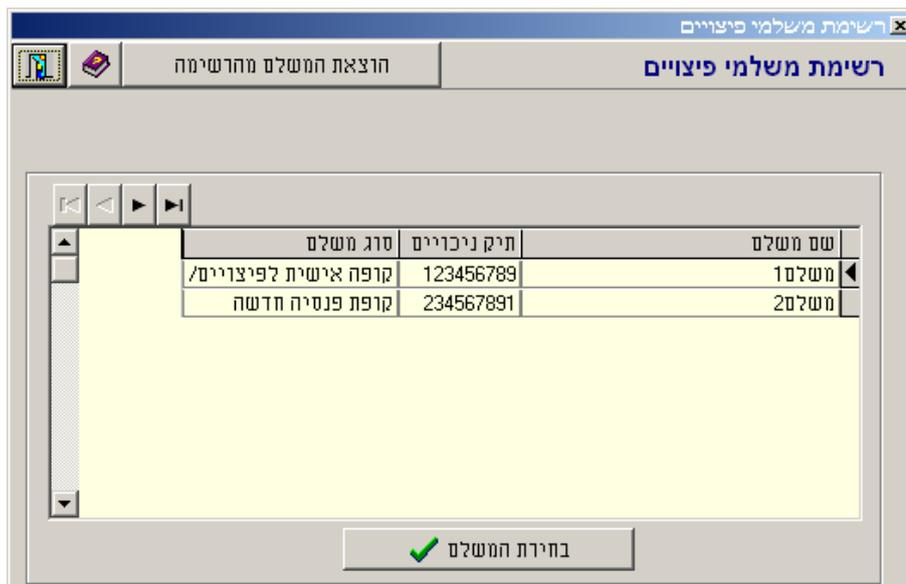 רשימת משלמי פיצויים
רשימת משלמי פיצויים
הוצאת המשלם מהרשימה
שם משלם תיק ניכויים סוג משלם
משלם1 123456789 קופה אישית לפיצויים/
משלם2 234567891 קופת פנסיה חדשה
בחירת המשלם